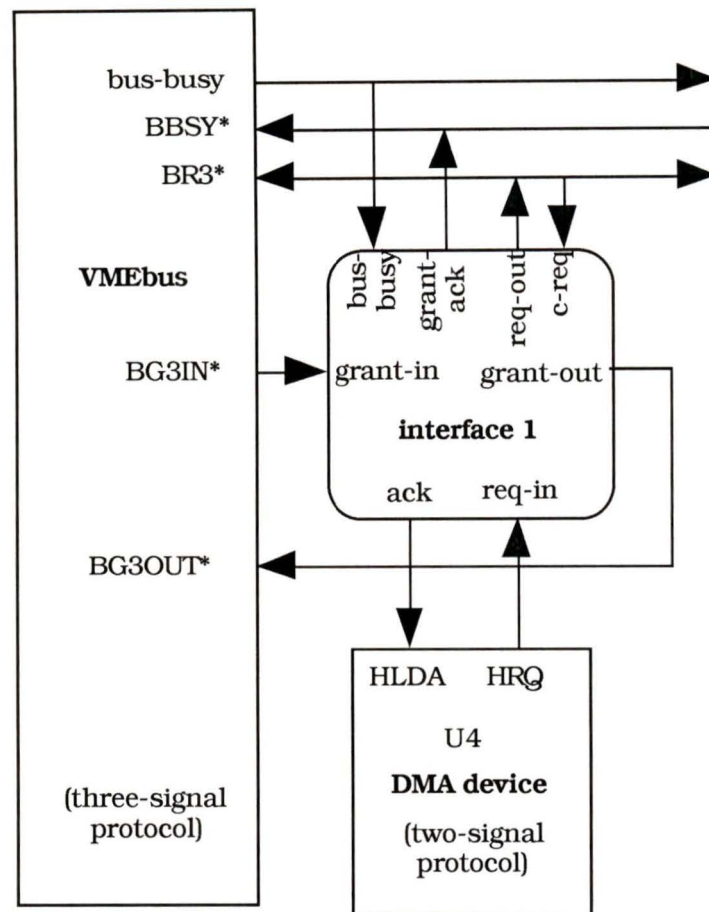 bus-busy
BBSY*
BR3*
VMEbus
bus-
busy
grant-
ack
req-out
c-req
BG3IN*
grant-in
grant-out
interface 1
ack
req-in
BG3OUT*
HLDA
HRQ
U4
DMA device
(two-signal
protocol)
(three-signal
protocol)